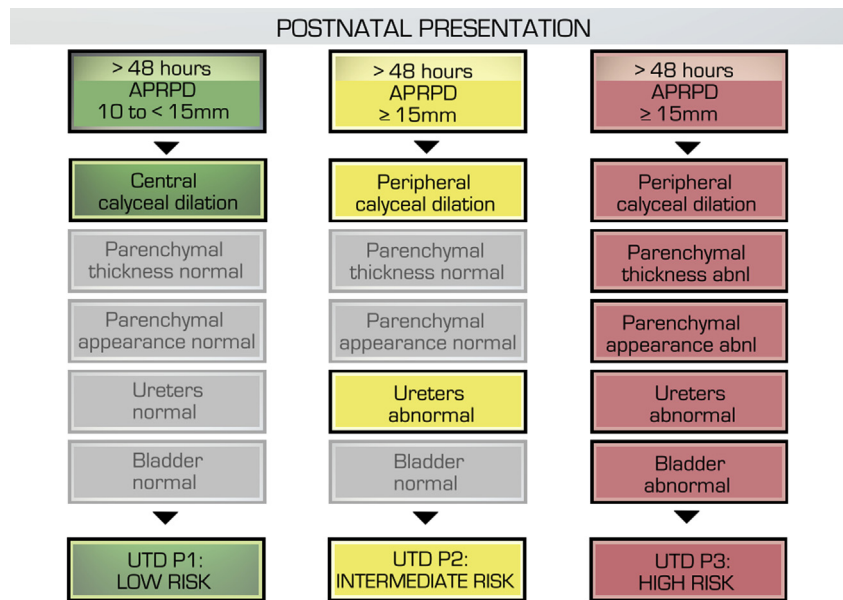 POSTNATAL PRESENTATION
> 48 hours
APRPD
10 to < 15mm
Central
calyceal dilation
Parenchymal
thickness normal
Parenchymal
appearance normal
Ureters
normal
Bladder
normal
UTD P1:
LOW RISK
> 48 hours
APRPD
≥ 15mm
Peripheral
calyceal dilation
Parenchymal
thickness normal
Parenchymal
appearance normal
Ureters
abnormal
Bladder
normal
UTD P2:
INTERMEDIATE RISK
> 48 hours
APRPD
≥ 15mm
Peripheral
calyceal dilation
Parenchymal
thickness abnl
Parenchymal
appearance abnl
Ureters
abnormal
Bladder
abnormal
UTD P3:
HIGH RISK